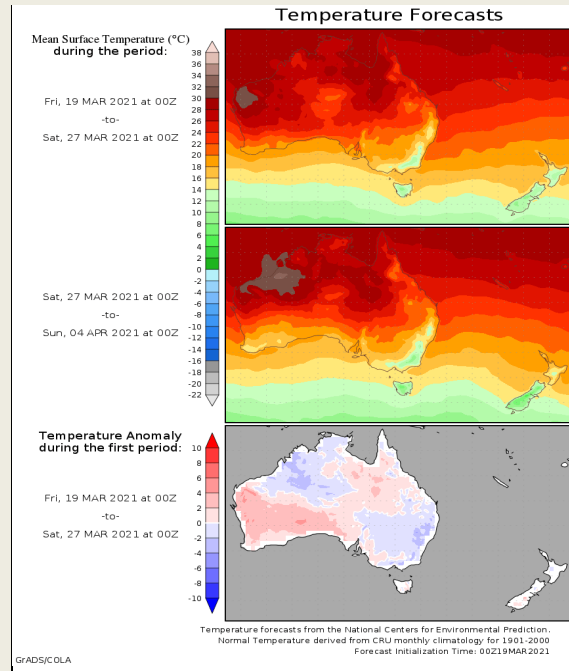 Temperature Forecasts
Mean Surface Temperature (°C)
during the period:
Fri, 19 MAR 2021 at 00Z
-to-
Sat, 27 MAR 2021 at 00Z
38
36
34
32
30
28
26
24
22
20
18
16
14
12
10
8
6
4
2
0
-2
-4
-6
-8
-10
-12
-14
-16
-18
-20
-22
Sat, 27 MAR 2021 at 00Z
-to-
Sun, 04 APR 2021 at 00Z
Temperature Anomaly
during the first period:
Fri, 19 MAR 2021 at 00Z
-to-
Sat, 27 MAR 2021 at 00Z
10
8
6
4
2
0
-2
-4
-6
-8
-10
Temperature forecasts from the National Centers for Environmental Prediction.
Normal Temperature derived from CRU monthly climatology for 1901-2000
Forecast Initialization Time: 00Z19MAR2021
GrADS/COLA